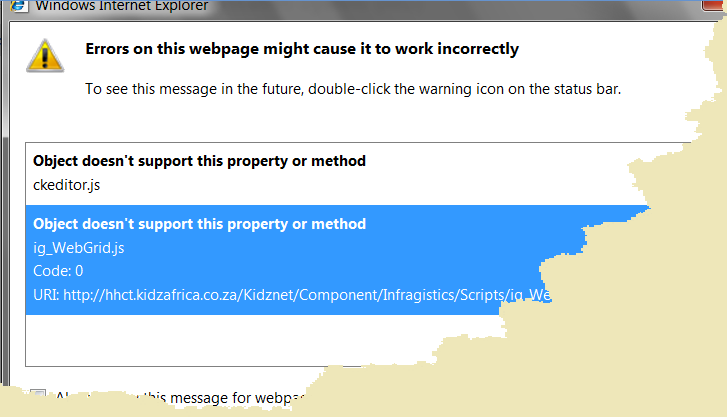 Windows Internet Explorer
Errors on this webpage might cause it to work incorrectly
To see this message in the future, double-click the warning icon on the status bar.
Object doesn't support this property or method
ckeditor.js
Object doesn't support this property or method
ig_WebGrid.js
Code: 0
URI: http://hhct.kidzafrica.co.za/Kidznet/Component/Infragistics/Scripts/ig_We
this message for webpa